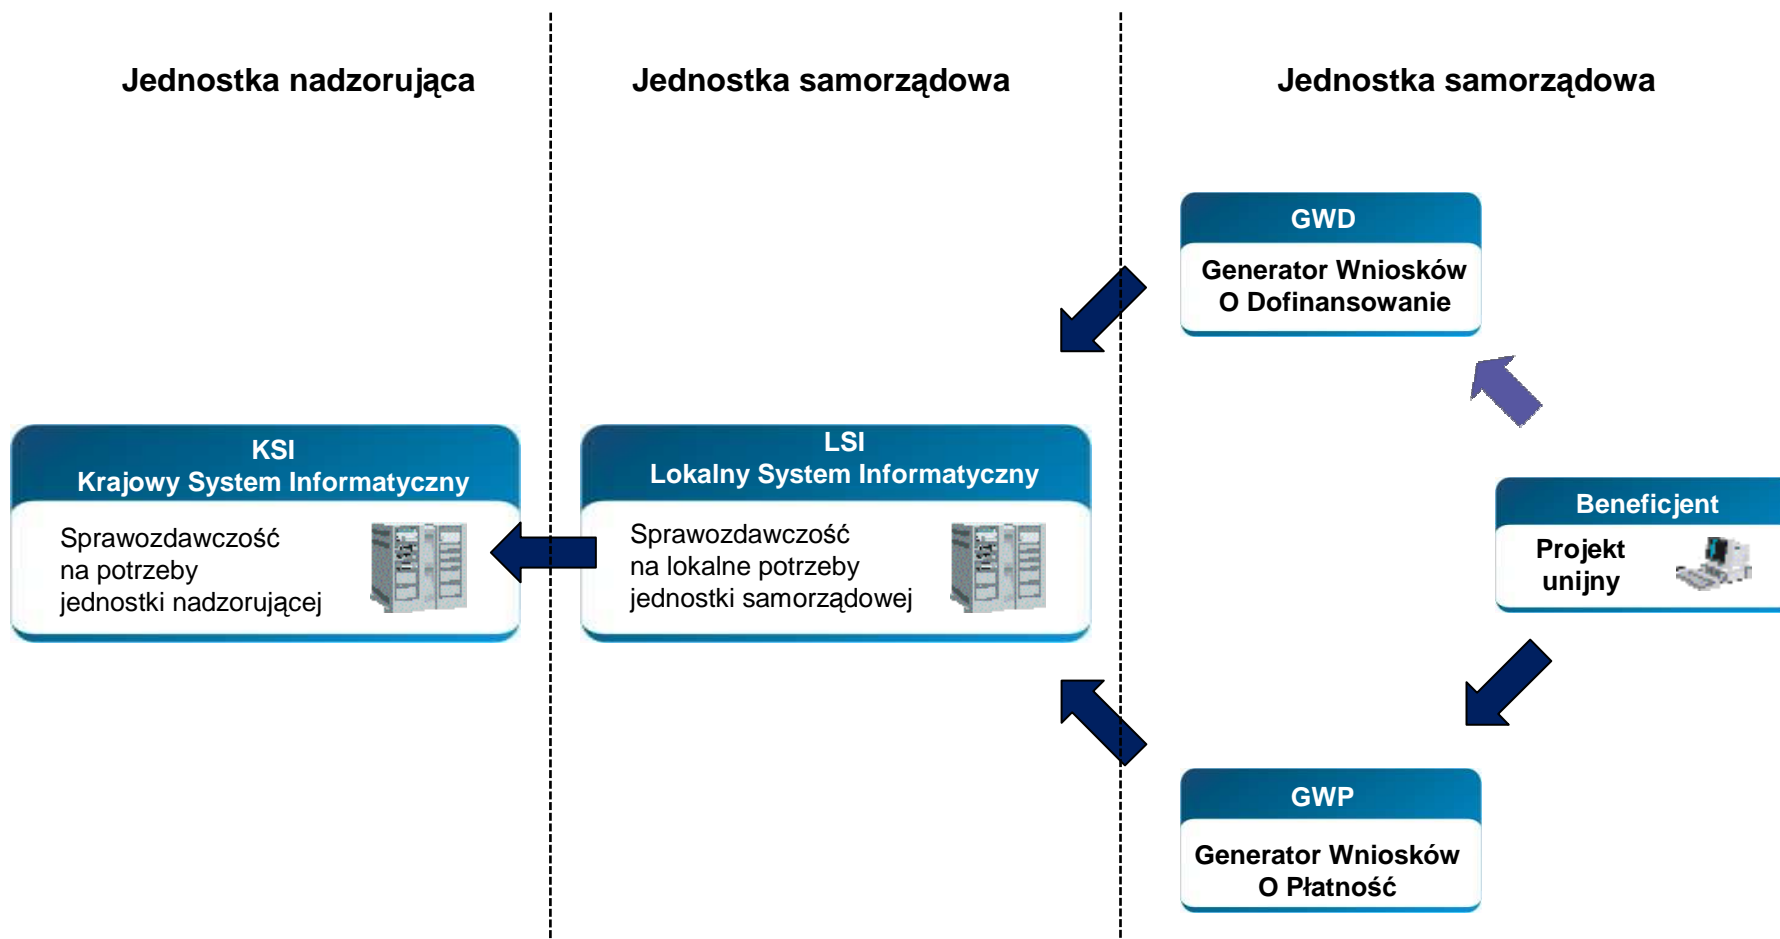 Jednostka nadzorująca
Jednostka samorządowa
Jednostka samorządowa
GWD
Generator Wniosków
O Dofinansowanie
KSI
Krajowy System Informatyczny
Sprawozdawczość
na potrzeby
jednostki nadzorującej
LSI
Lokalny System Informatyczny
Sprawozdawczość
na lokalne potrzeby
jednostki samorządowej
Beneficjent
Projekt
unijny
GWP
Generator Wniosków
O Płatność